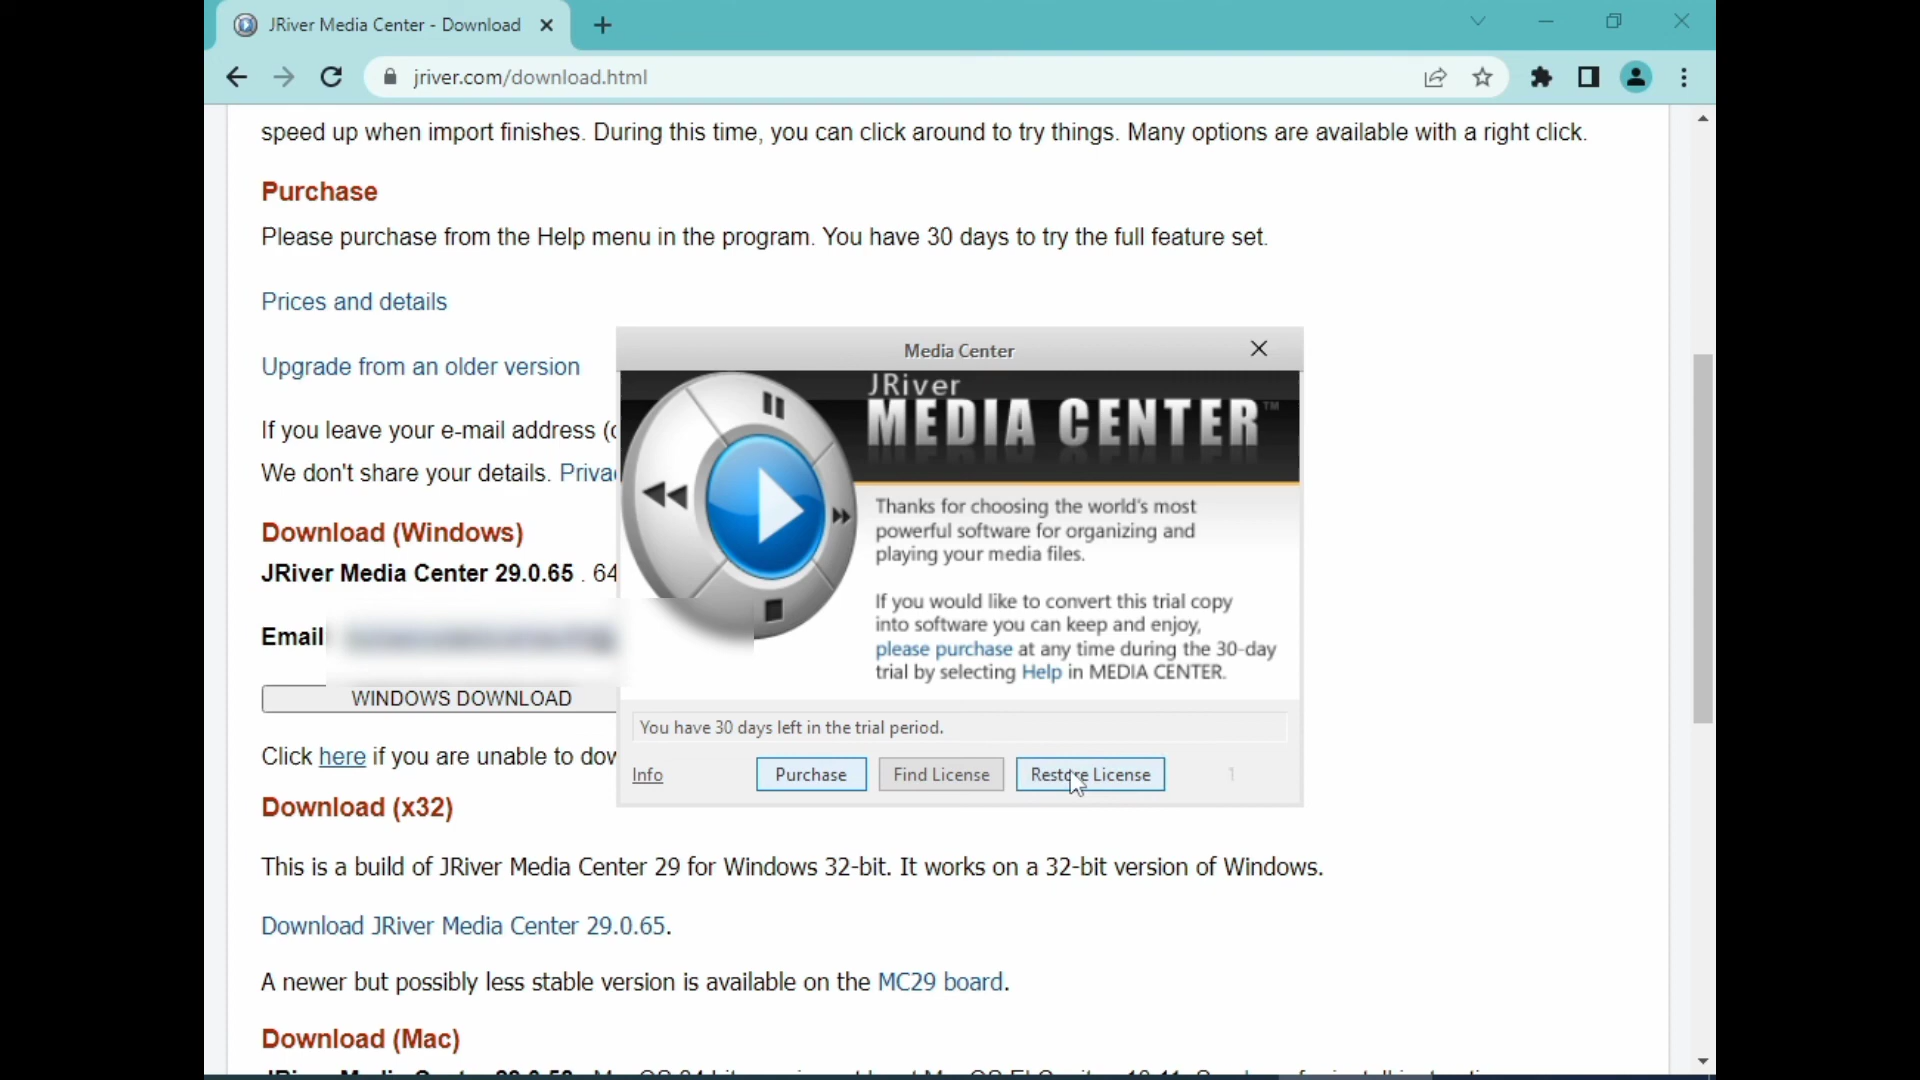 JRiver Media Center - Download
jriver.com/download.html
speed up when import finishes. During this time, you can click around to try things. Many options are available with a right click.
Purchase
Please purchase from the Help menu in the program. You have 30 days to try the full feature set.
Prices and details
Upgrade from an older version
If you leave your e-mail address (
We don't share your details. Priva
Download (Windows)
JRiver Media Center 29.0.65 . 64
Email
WINDOWS DOWNLOAD
Click here if you are unable to dow
Media Center
JRiver
MEDIA CENTER™
Thanks for choosing the world's most
powerful software for organizing and
playing your media files.
If you would like to convert this trial copy
into software you can keep and enjoy,
please purchase at any time during the 30-day
trial by selecting Help in MEDIA CENTER.
You have 30 days left in the trial period.
Info
Purchase
Find License
Restore License
1
Download (x32)
This is a build of JRiver Media Center 29 for Windows 32-bit. It works on a 32-bit version of Windows.
Download JRiver Media Center 29.0.65.
A newer but possibly less stable version is available on the MC29 board.
Download (Mac)